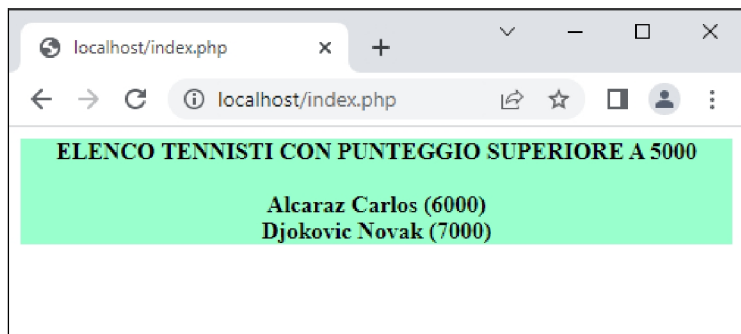 localhost/index.php
localhost/index.php
ELENCO TENNISTI CON PUNTEGGIO SUPERIORE A 5000
Alcaraz Carlos (6000)
Djokovic Novak (7000)